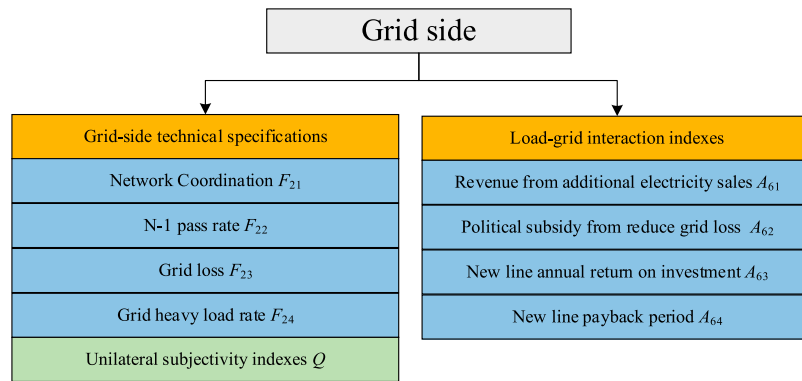 Grid side
Grid-side technical specifications
Network Coordination F21
N-1 pass rate F22
Grid loss F23
Grid heavy load rate F24
Unilateral subjectivity indexes Q
Load-grid interaction indexes
Revenue from additional electricity sales A61
Political subsidy from reduce grid loss A62
New line annual return on investment A63
New line payback period A64